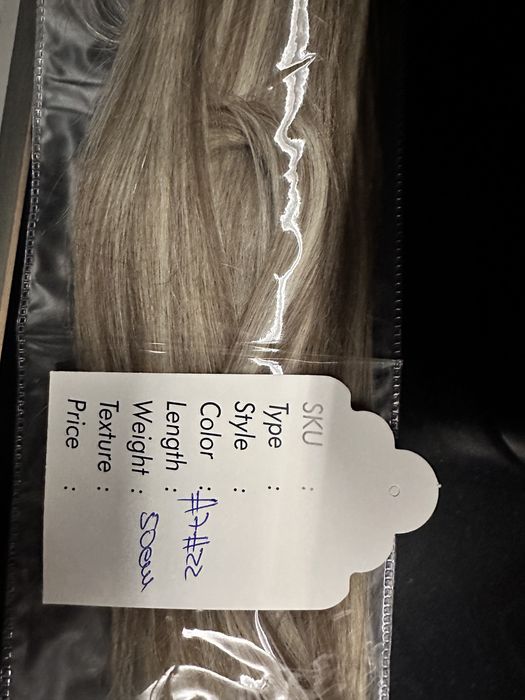 SKU :
Type :
Style :
Color : #7#22
Length :
Weight : 50cm
Texture :
Price :